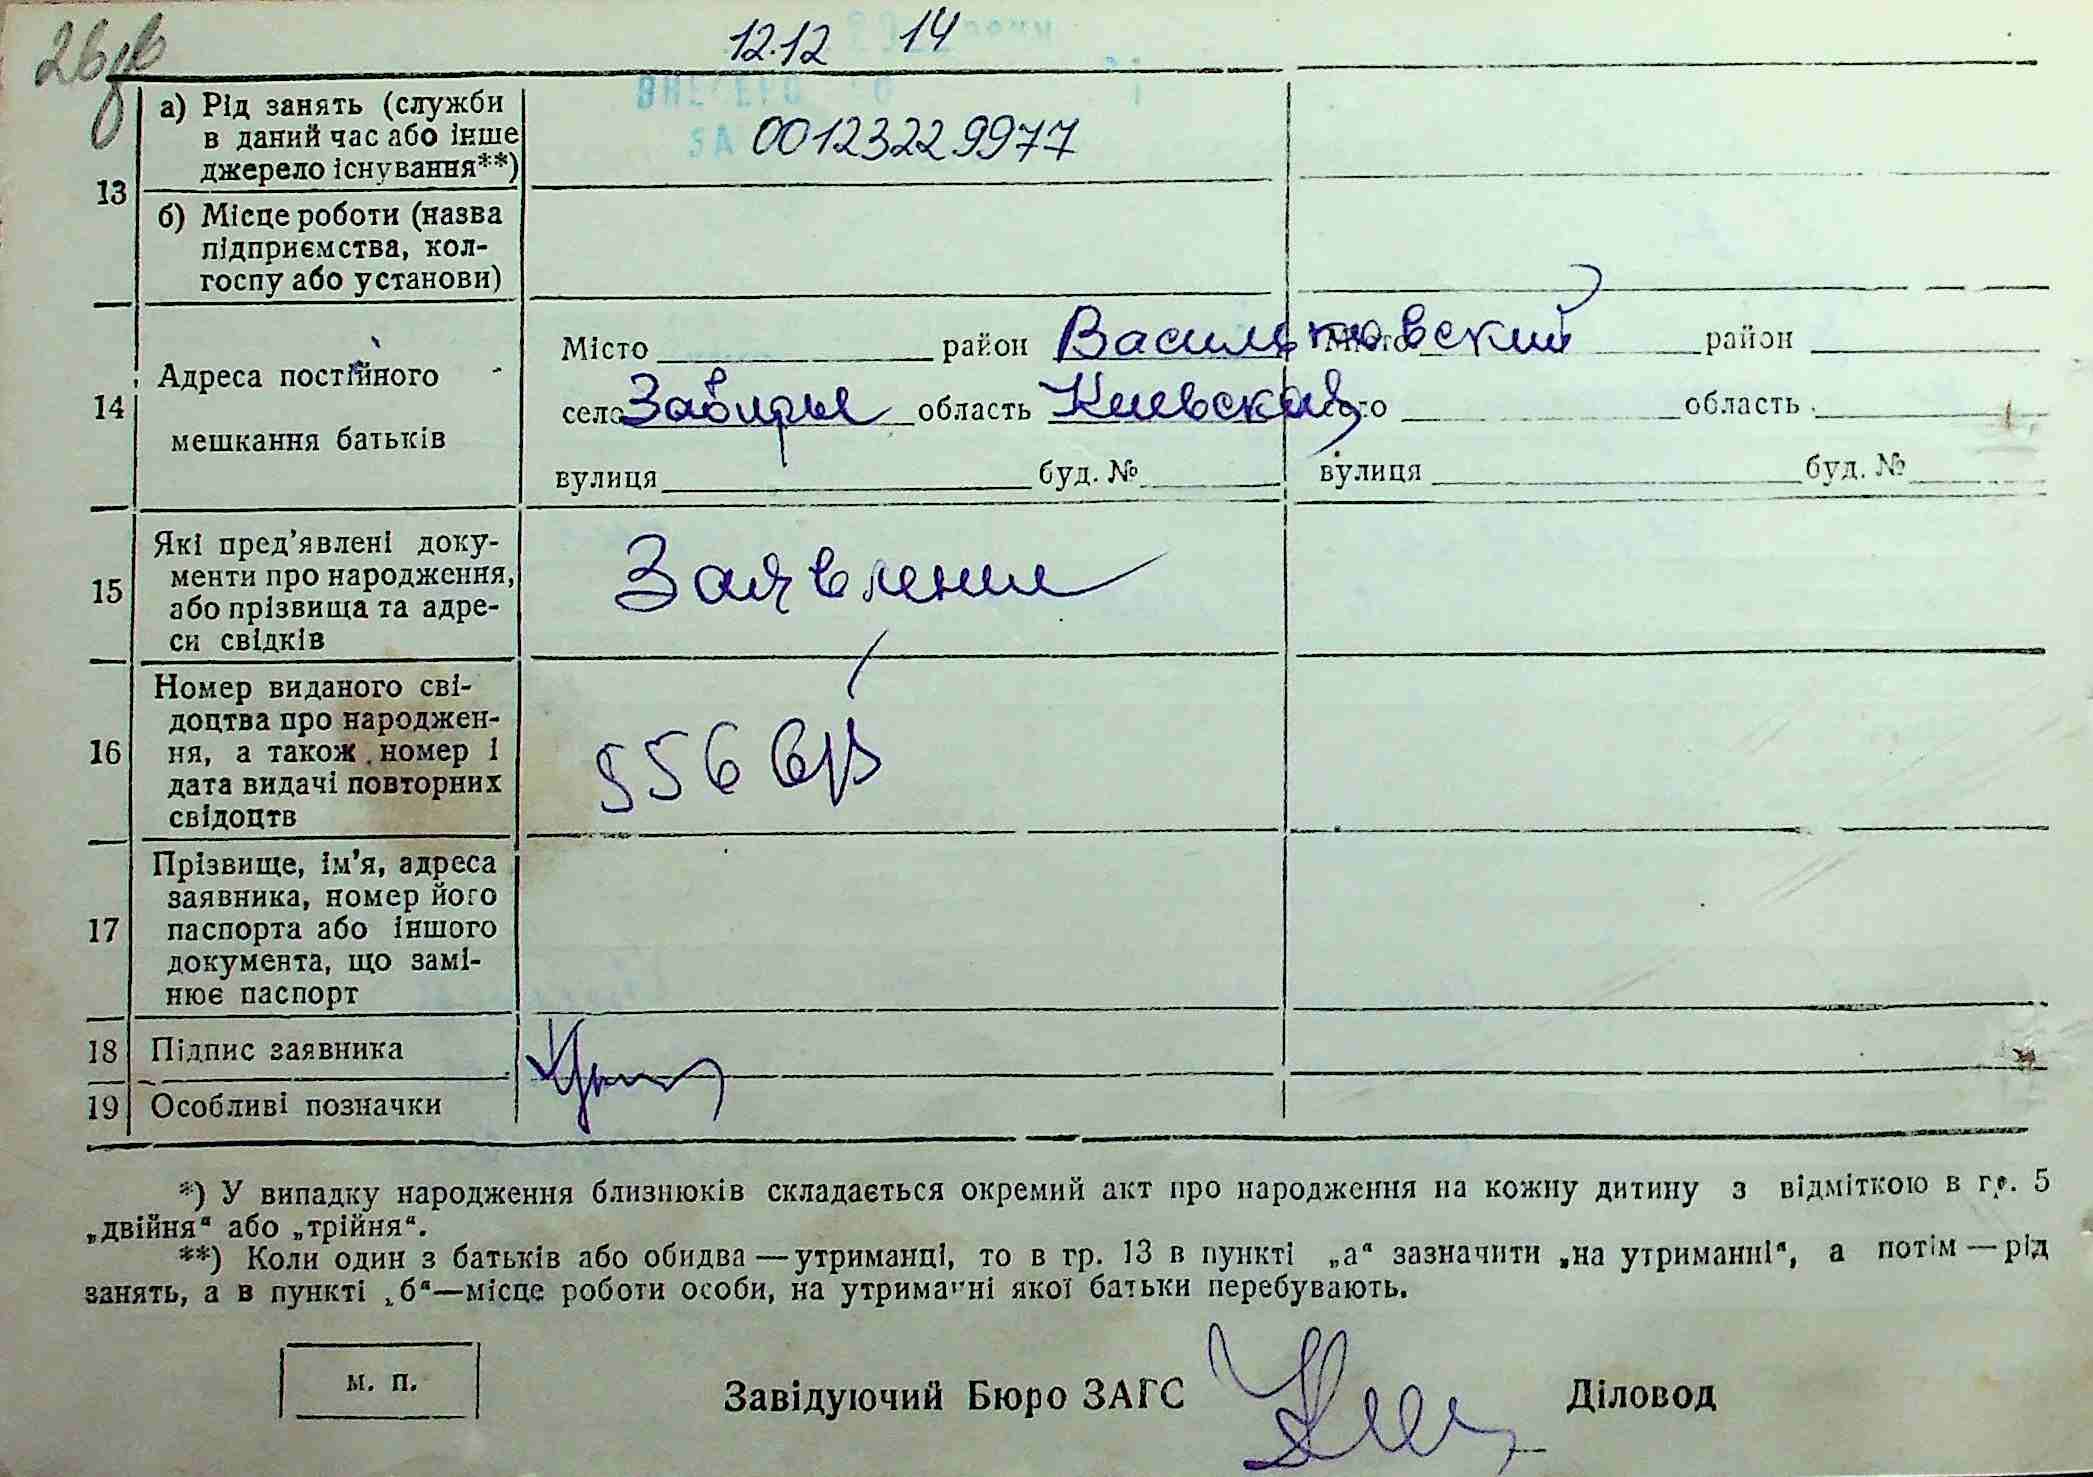 12.12 14
13
а) Рід занять (служби
в даний час або інше
джерело існування**)
00123229977
б) Місце роботи (назва
підприємства, кол-
госпу або установи)
14
Адреса постійного
мешкання батьків
Місто район Васильковский район
село область Киевская область
вулиця буд. № вулиця буд. №
15
Які пред'явлені доку-
менти про народження,
або прізвища та адре-
си свідків
Заявление
16
Номер виданого сві-
доцтва про народжен-
ня, а також номер і
дата видачі повторних
свідоцтв
556
17
Прізвище, ім'я, адреса
заявника, номер його
паспорта або іншого
документа, що замі-
нює паспорт
18 Підпис заявника
19 Особливі позначки
*) У випадку народження близнюків складається окремий акт про народження на кожну дитину з відміткою в гр. 5
„двійня“ або „трійня“.
**) Коли один з батьків або обидва — утриманці, то в гр. 13 в пункті „а“ зазначити „на утриманні“, а потім — рід
занять, а в пункті „б“—місце роботи особи, на утриманні якої батьки перебувають.
м. п.
Завідуючий Бюро ЗАГС Діловод